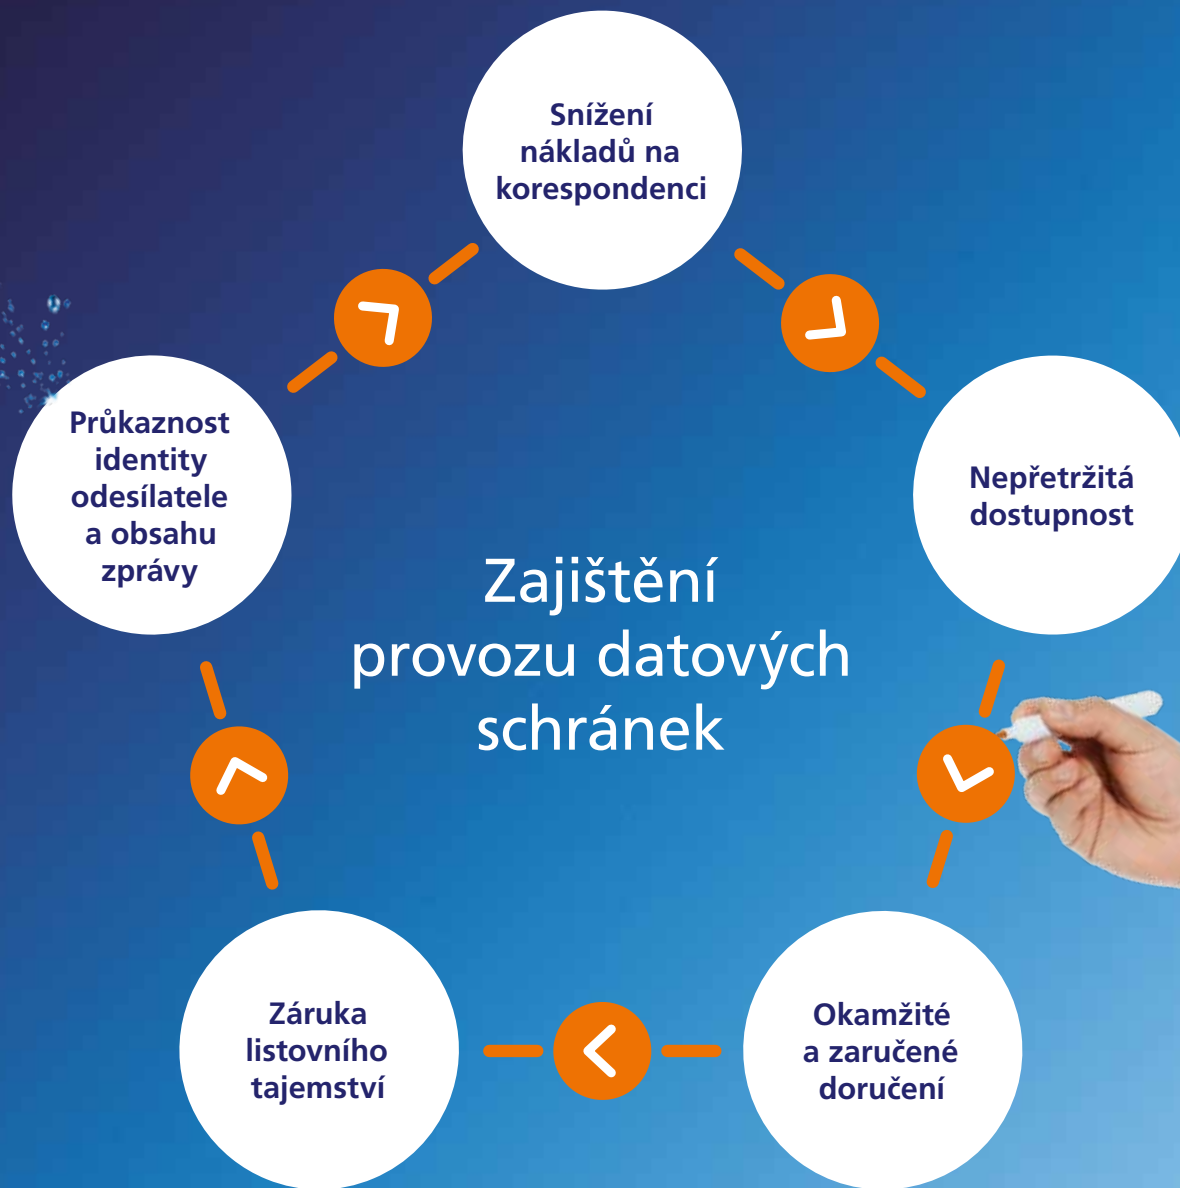 Snížení
nákladů na
korespondenci
Průkaznost
identity
odesílatele
a obsahu
zprávy
Nepřetržitá
dostupnost
Zajištění
provozu datových
schránek
Záruka
listovního
tajemství
Okamžité
a zaručené
doručení